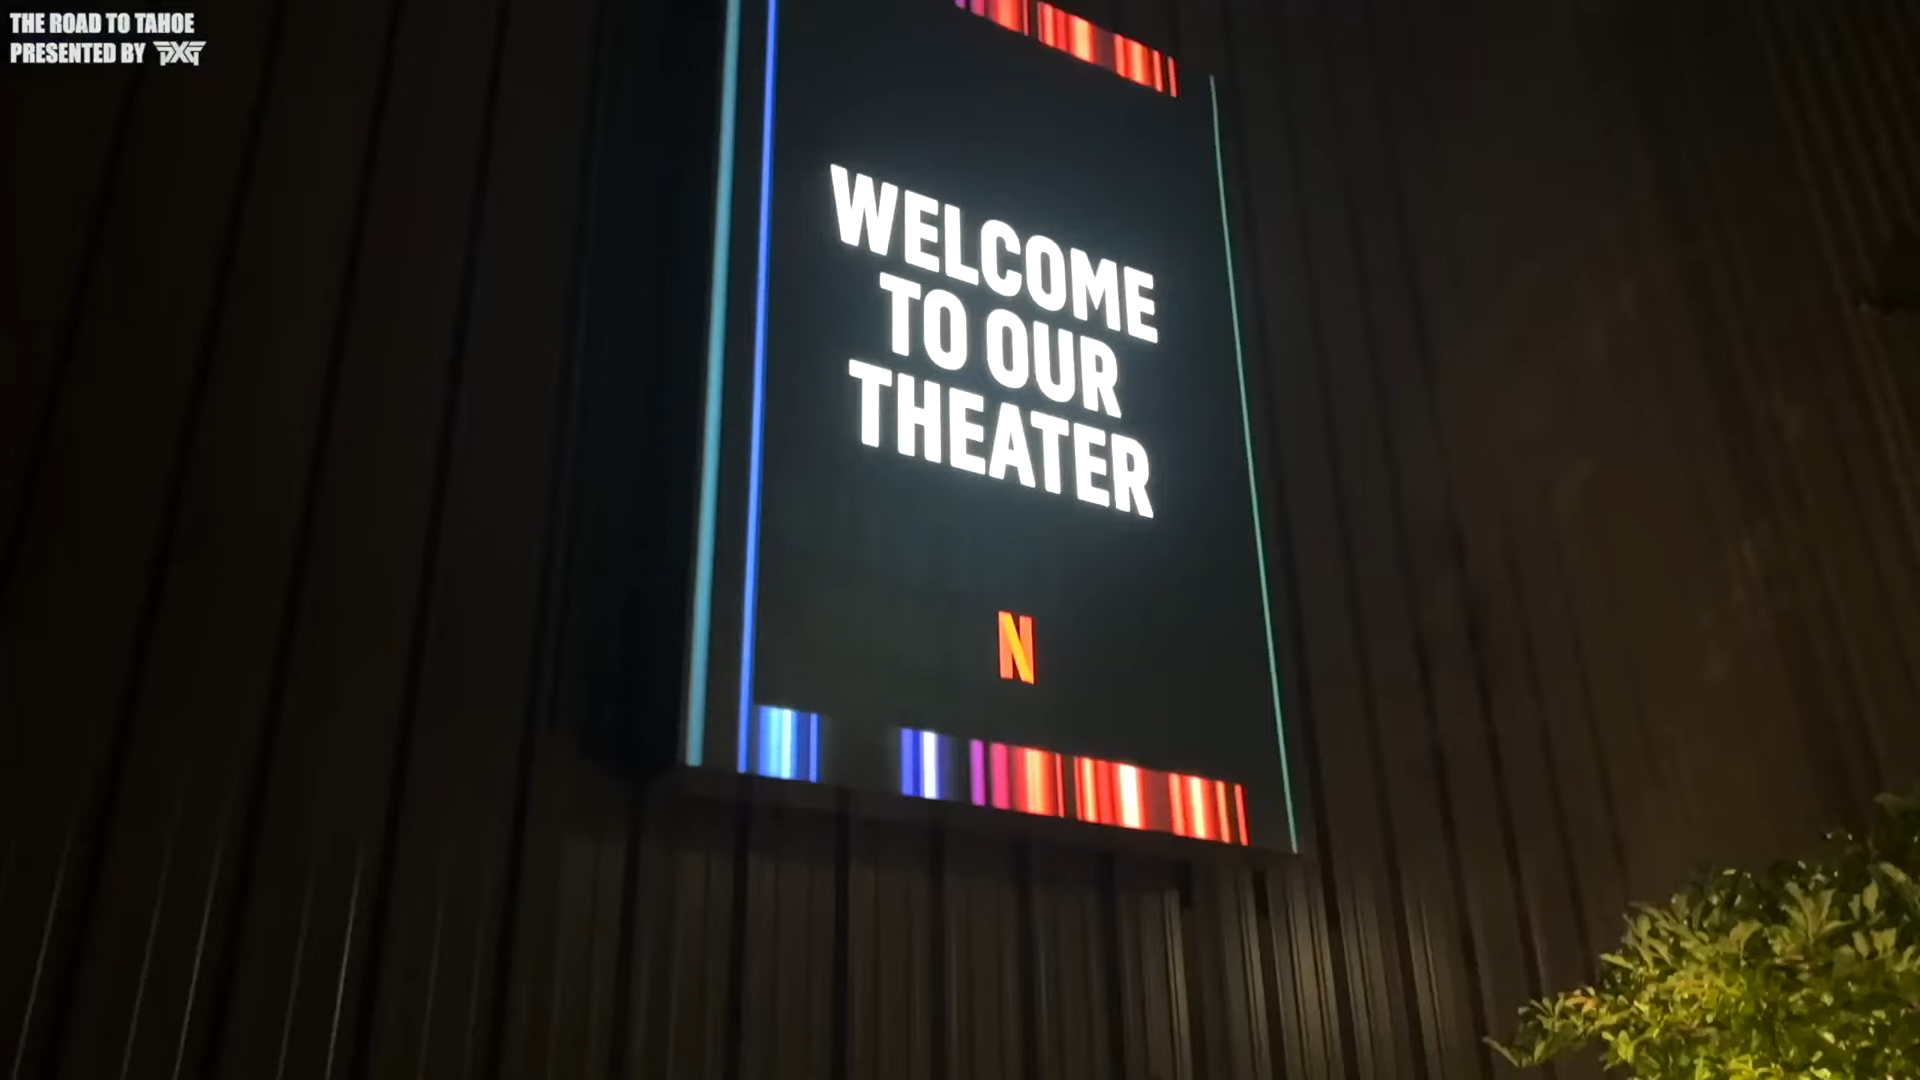 THE ROAD TO TAHOE
PRESENTED BY PXG
WELCOME
TO OUR
THEATER
N